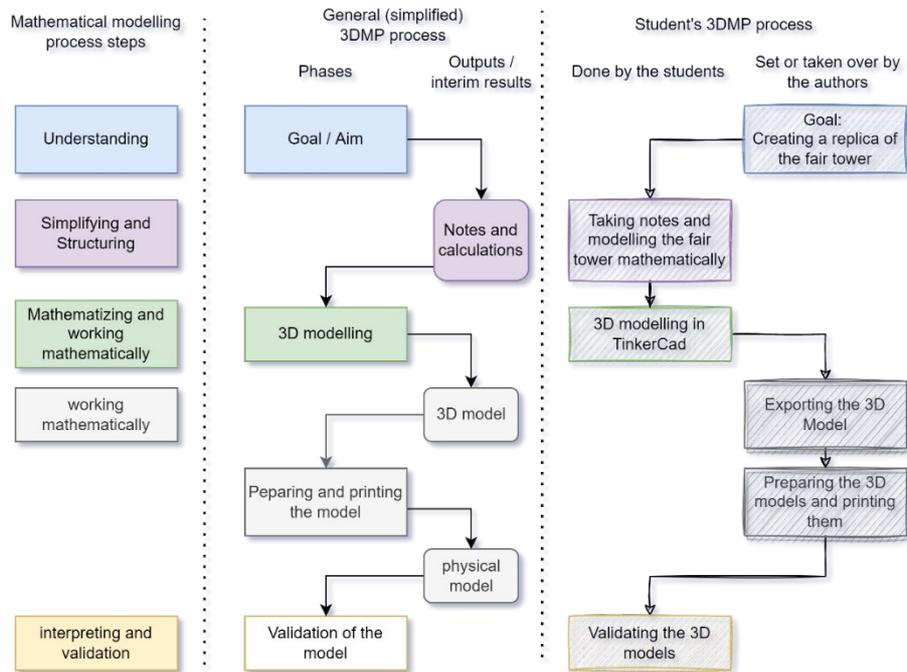 Mathematical modelling
process steps
General (simplified)
3DMP process
Student's 3DMP process
Phases
Outputs /
interim results
Done by the students
Set or taken over by
the authors
Understanding
Goal / Aim
Goal:
Creating a replica of
the fair tower
Simplifying and
Structuring
Notes and
calculations
Taking notes and
modelling the fair
tower mathematically
Mathematizing and
working
mathematically
3D modelling
3D modelling in
TinkerCad
working
mathematically
3D model
Exporting the 3D
Model
Peparing and printing
the model
Preparing the 3D
models and printing
them
physical
model
interpreting and
validation
Validation of the
model
Validating the 3D
models